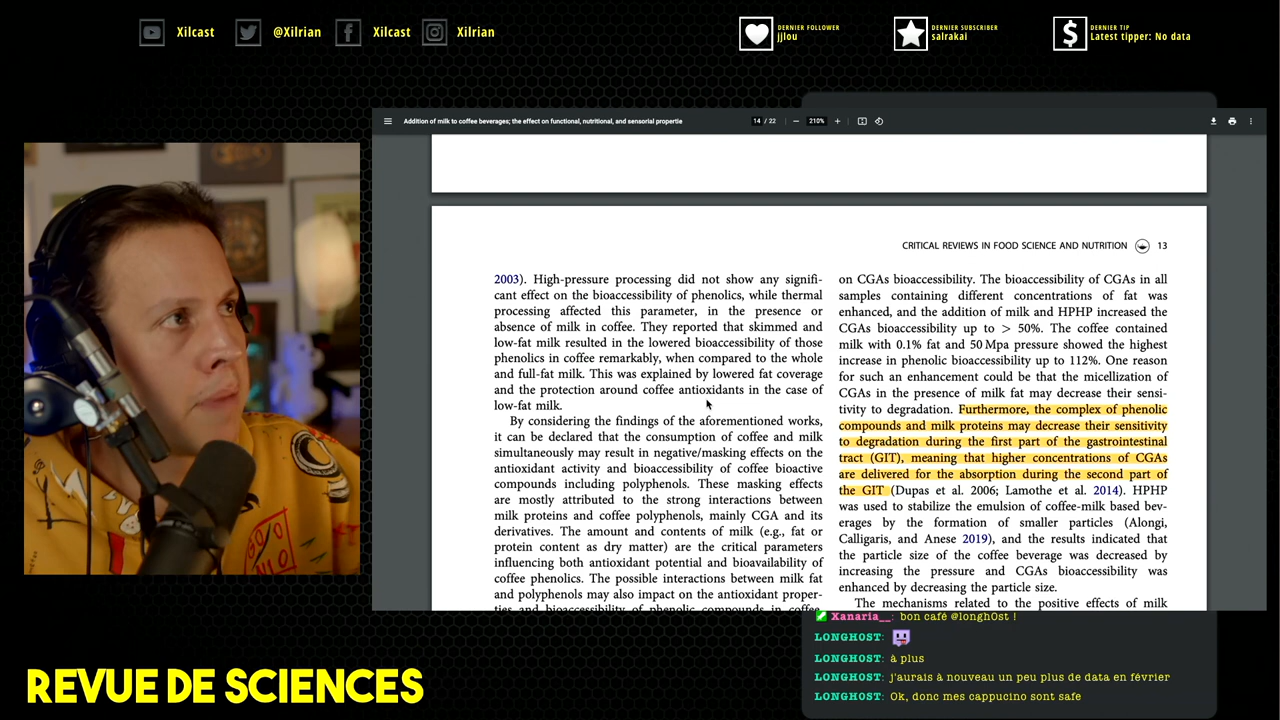 Xilcast
@Xilrian
Xilcast
Xilrian
DERNIER FOLLOWER
jjlou
DERNIER SUBSCRIBER
salrakai
DERNIER TIP
Latest tipper: No data
Addition of milk to coffee beverages; the effect on functional, nutritional, and sensorial propertie
14 / 22
210%
CRITICAL REVIEWS IN FOOD SCIENCE AND NUTRITION 13
2003). High-pressure processing did not show any signifi-
cant effect on the bioaccessibility of phenolics, while thermal
processing affected this parameter, in the presence or
absence of milk in coffee. They reported that skimmed and
low-fat milk resulted in the lowered bioaccessibility of those
phenolics in coffee remarkably, when compared to the whole
and full-fat milk. This was explained by lowered fat coverage
and the protection around coffee antioxidants in the case of
low-fat milk.
By considering the findings of the aforementioned works,
it can be declared that the consumption of coffee and milk
simultaneously may result in negative/masking effects on the
antioxidant activity and bioaccessibility of coffee bioactive
compounds including polyphenols. These masking effects
are mostly attributed to the strong interactions between
milk proteins and coffee polyphenols, mainly CGA and its
derivatives. The amount and contents of milk (e.g., fat or
protein content as dry matter) are the critical parameters
influencing both antioxidant potential and bioavailability of
coffee phenolics. The possible interactions between milk fat
and polyphenols may also impact on the antioxidant proper-
ties and bioaccessibility of phenolic compounds in coffee.
on CGAs bioaccessibility. The bioaccessibility of CGAs in all
samples containing different concentrations of fat was
enhanced, and the addition of milk and HPHP increased the
CGAs bioaccessibility up to > 50%. The coffee contained
milk with 0.1% fat and 50 Mpa pressure showed the highest
increase in phenolic bioaccessibility up to 112%. One reason
for such an enhancement could be that the micellization of
CGAs in the presence of milk fat may decrease their sensi-
tivity to degradation. Furthermore, the complex of phenolic
compounds and milk proteins may decrease their sensitivity
to degradation during the first part of the gastrointestinal
tract (GIT), meaning that higher concentrations of CGAs
are delivered for the absorption during the second part of
the GIT (Dupas et al. 2006; Lamothe et al. 2014). HPHP
was used to stabilize the emulsion of coffee-milk based bev-
erages by the formation of smaller particles (Alongi,
Calligaris, and Anese 2019), and the results indicated that
the particle size of the coffee beverage was decreased by
increasing the pressure and CGAs bioaccessibility was
enhanced by decreasing the particle size.
The mechanisms related to the positive effects of milk
Xanaria__: bon café @longh0st !
LONGHOST:
LONGHOST: à plus
LONGHOST: j'aurais à nouveau un peu plus de data en février
LONGHOST: Ok, donc mes cappucino sont safe
REVUE DE SCIENCES